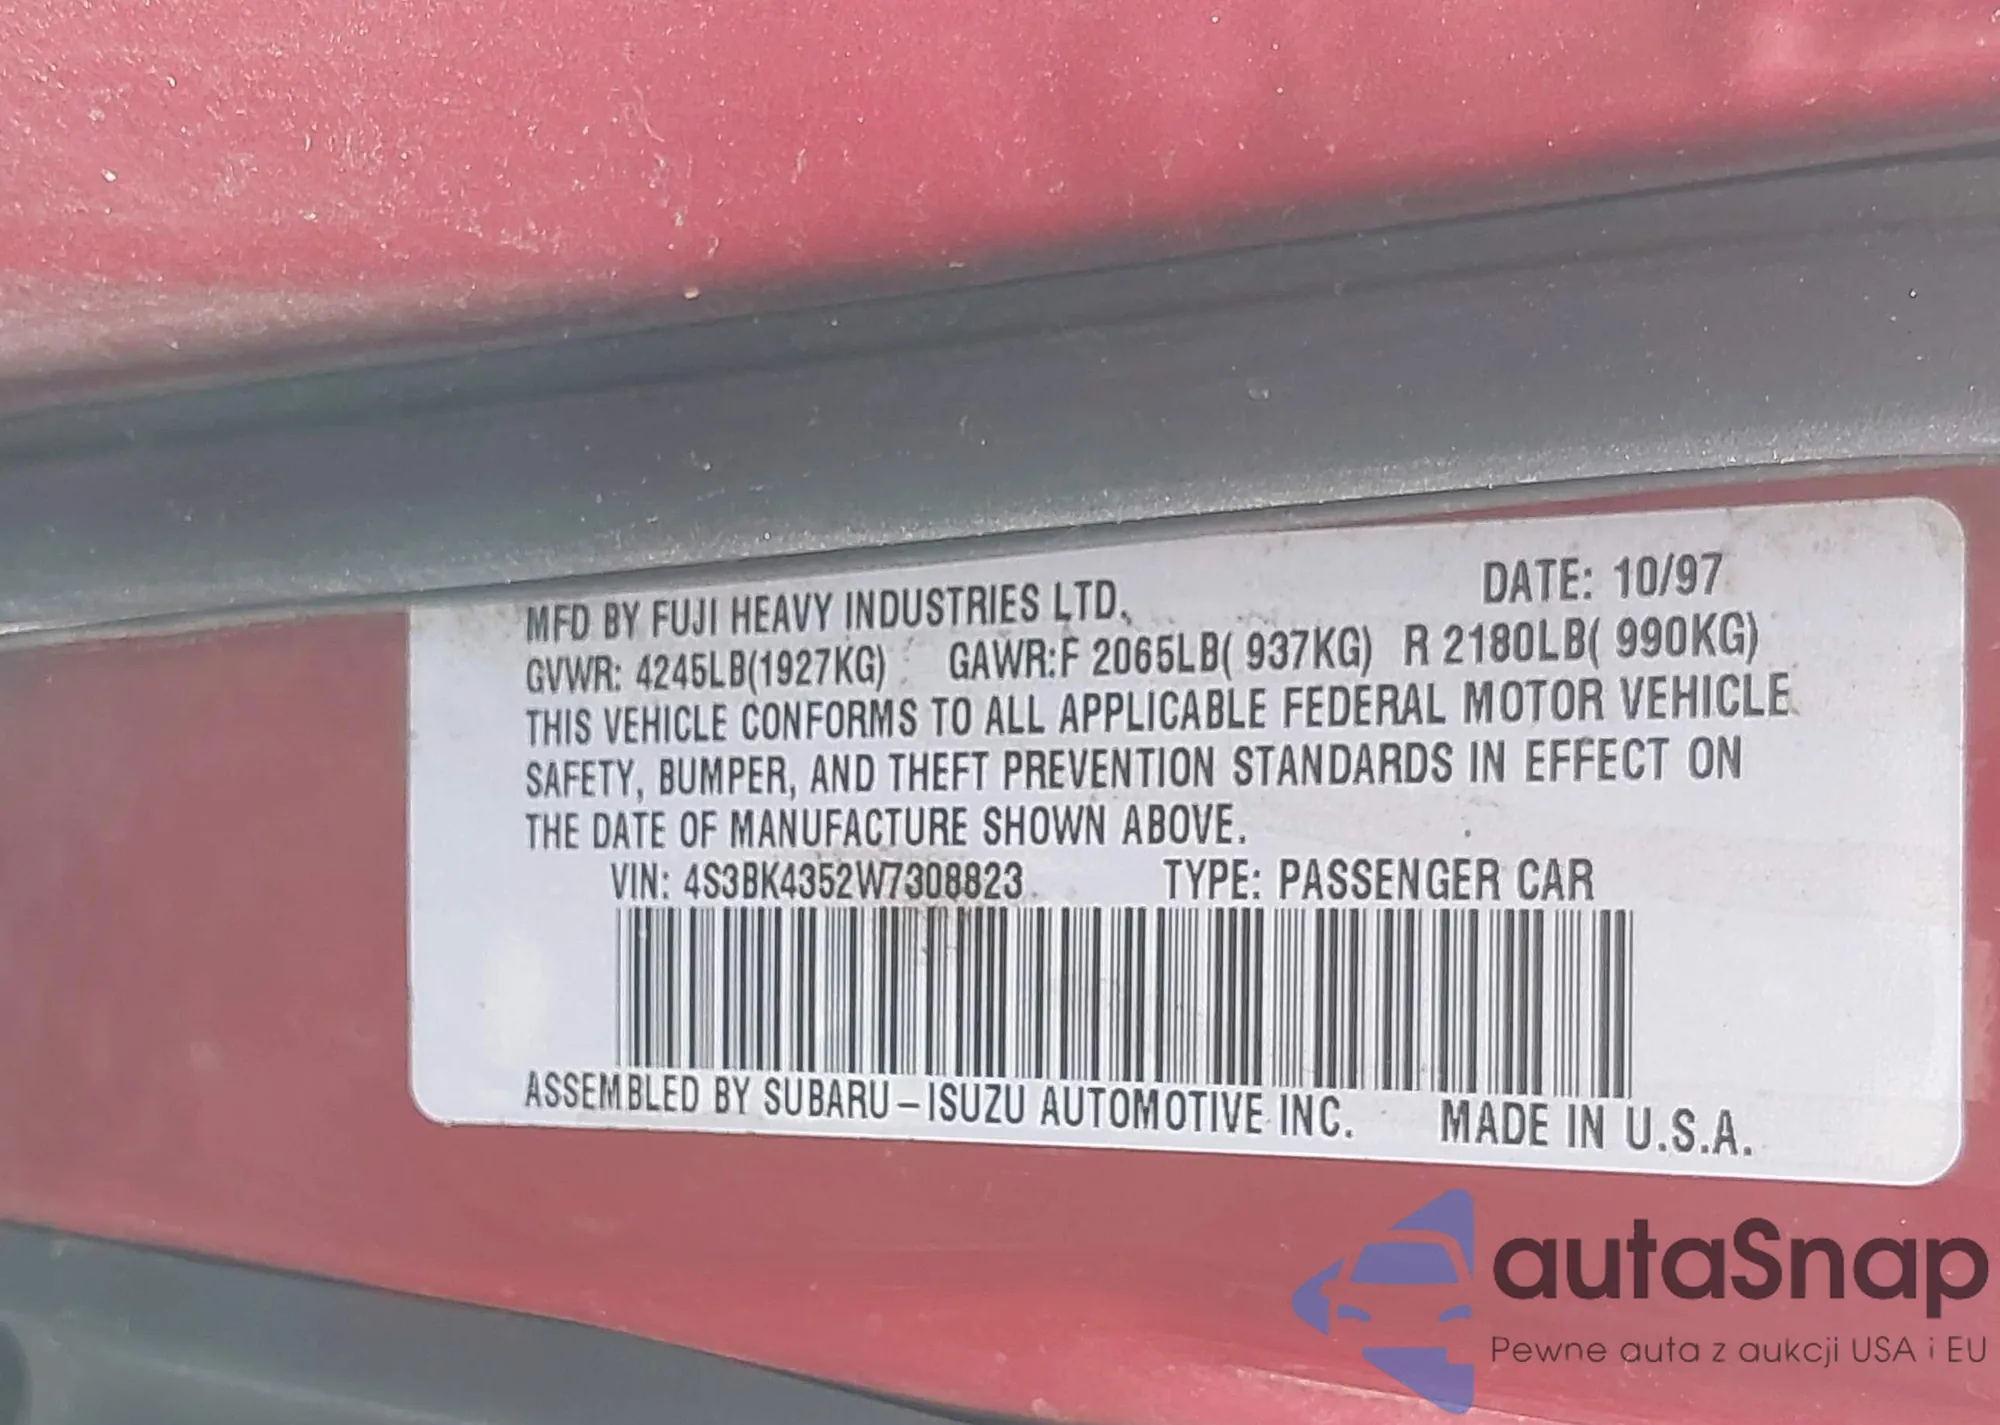 MFD BY FUJI HEAVY INDUSTRIES LTD. DATE: 10/97
GVWR: 4245LB(1927KG) GAWR:F 2065LB( 937KG) R 2180LB( 990KG)
THIS VEHICLE CONFORMS TO ALL APPLICABLE FEDERAL MOTOR VEHICLE
SAFETY, BUMPER, AND THEFT PREVENTION STANDARDS IN EFFECT ON
THE DATE OF MANUFACTURE SHOWN ABOVE.
VIN: 4S3BK4352W7308823 TYPE: PASSENGER CAR
ASSEMBLED BY SUBARU–ISUZU AUTOMOTIVE INC. MADE IN U.S.A.
autaSnap
Pewne auta z aukcji USA i EU